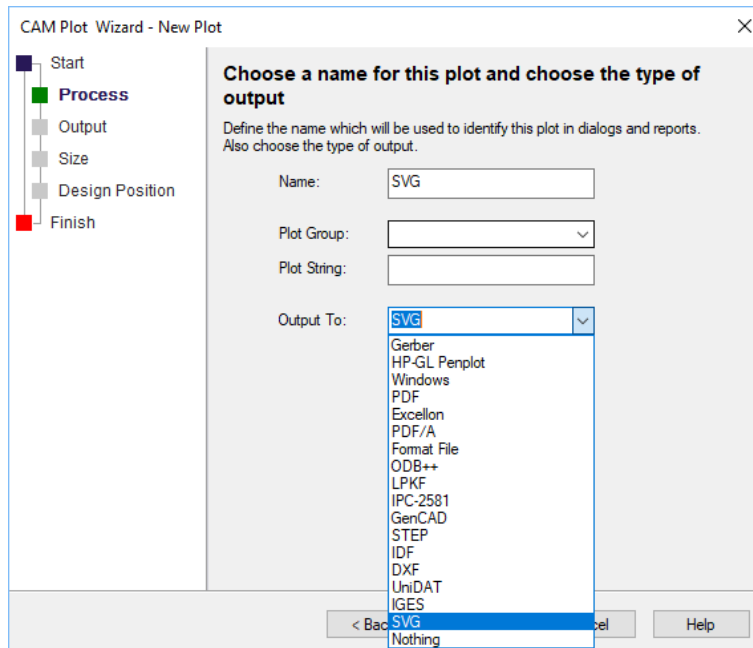 CAM Plot Wizard - New Plot
Start
Process
Output
Size
Design Position
Finish
Choose a name for this plot and choose the type of
output
Define the name which will be used to identify this plot in dialogs and reports.
Also choose the type of output.
Name: SVG
Plot Group:
Plot String:
Output To: SVG
Gerber
HP-GL Penplot
Windows
PDF
Excellon
PDF/A
Format File
ODB++
LPKF
IPC-2581
GenCAD
STEP
IDF
DXF
UniDAT
IGES
SVG
Nothing
< Bac
cel
Help